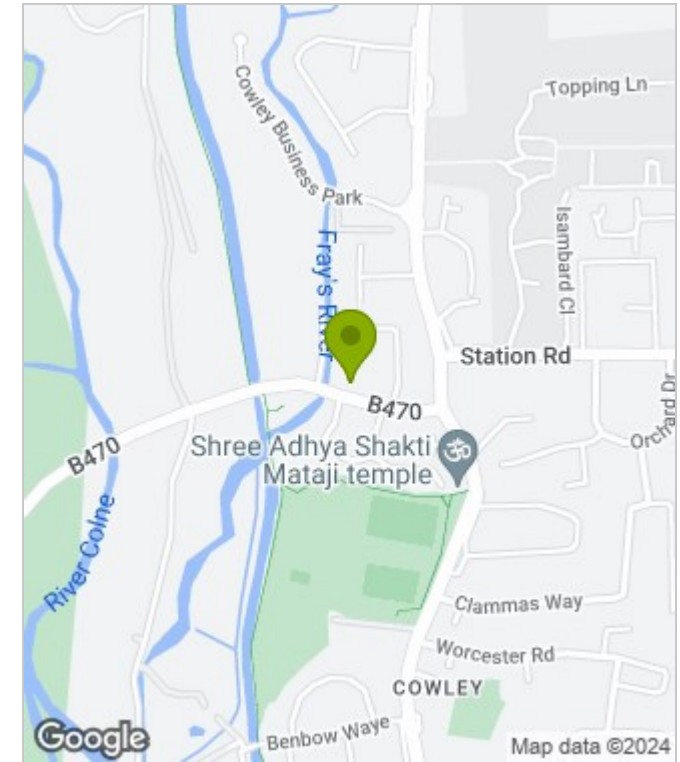 Topping Ln
Cowley Business Park
Isambard Cl
Fray's River
Station Rd
B470
Orchard Dr
B470
Shree Adhya Shakti
Mataji temple
River Colne
Clammas Way
Worcester Rd
COWLEY
Benbow Waye
Google
Map data ©2024